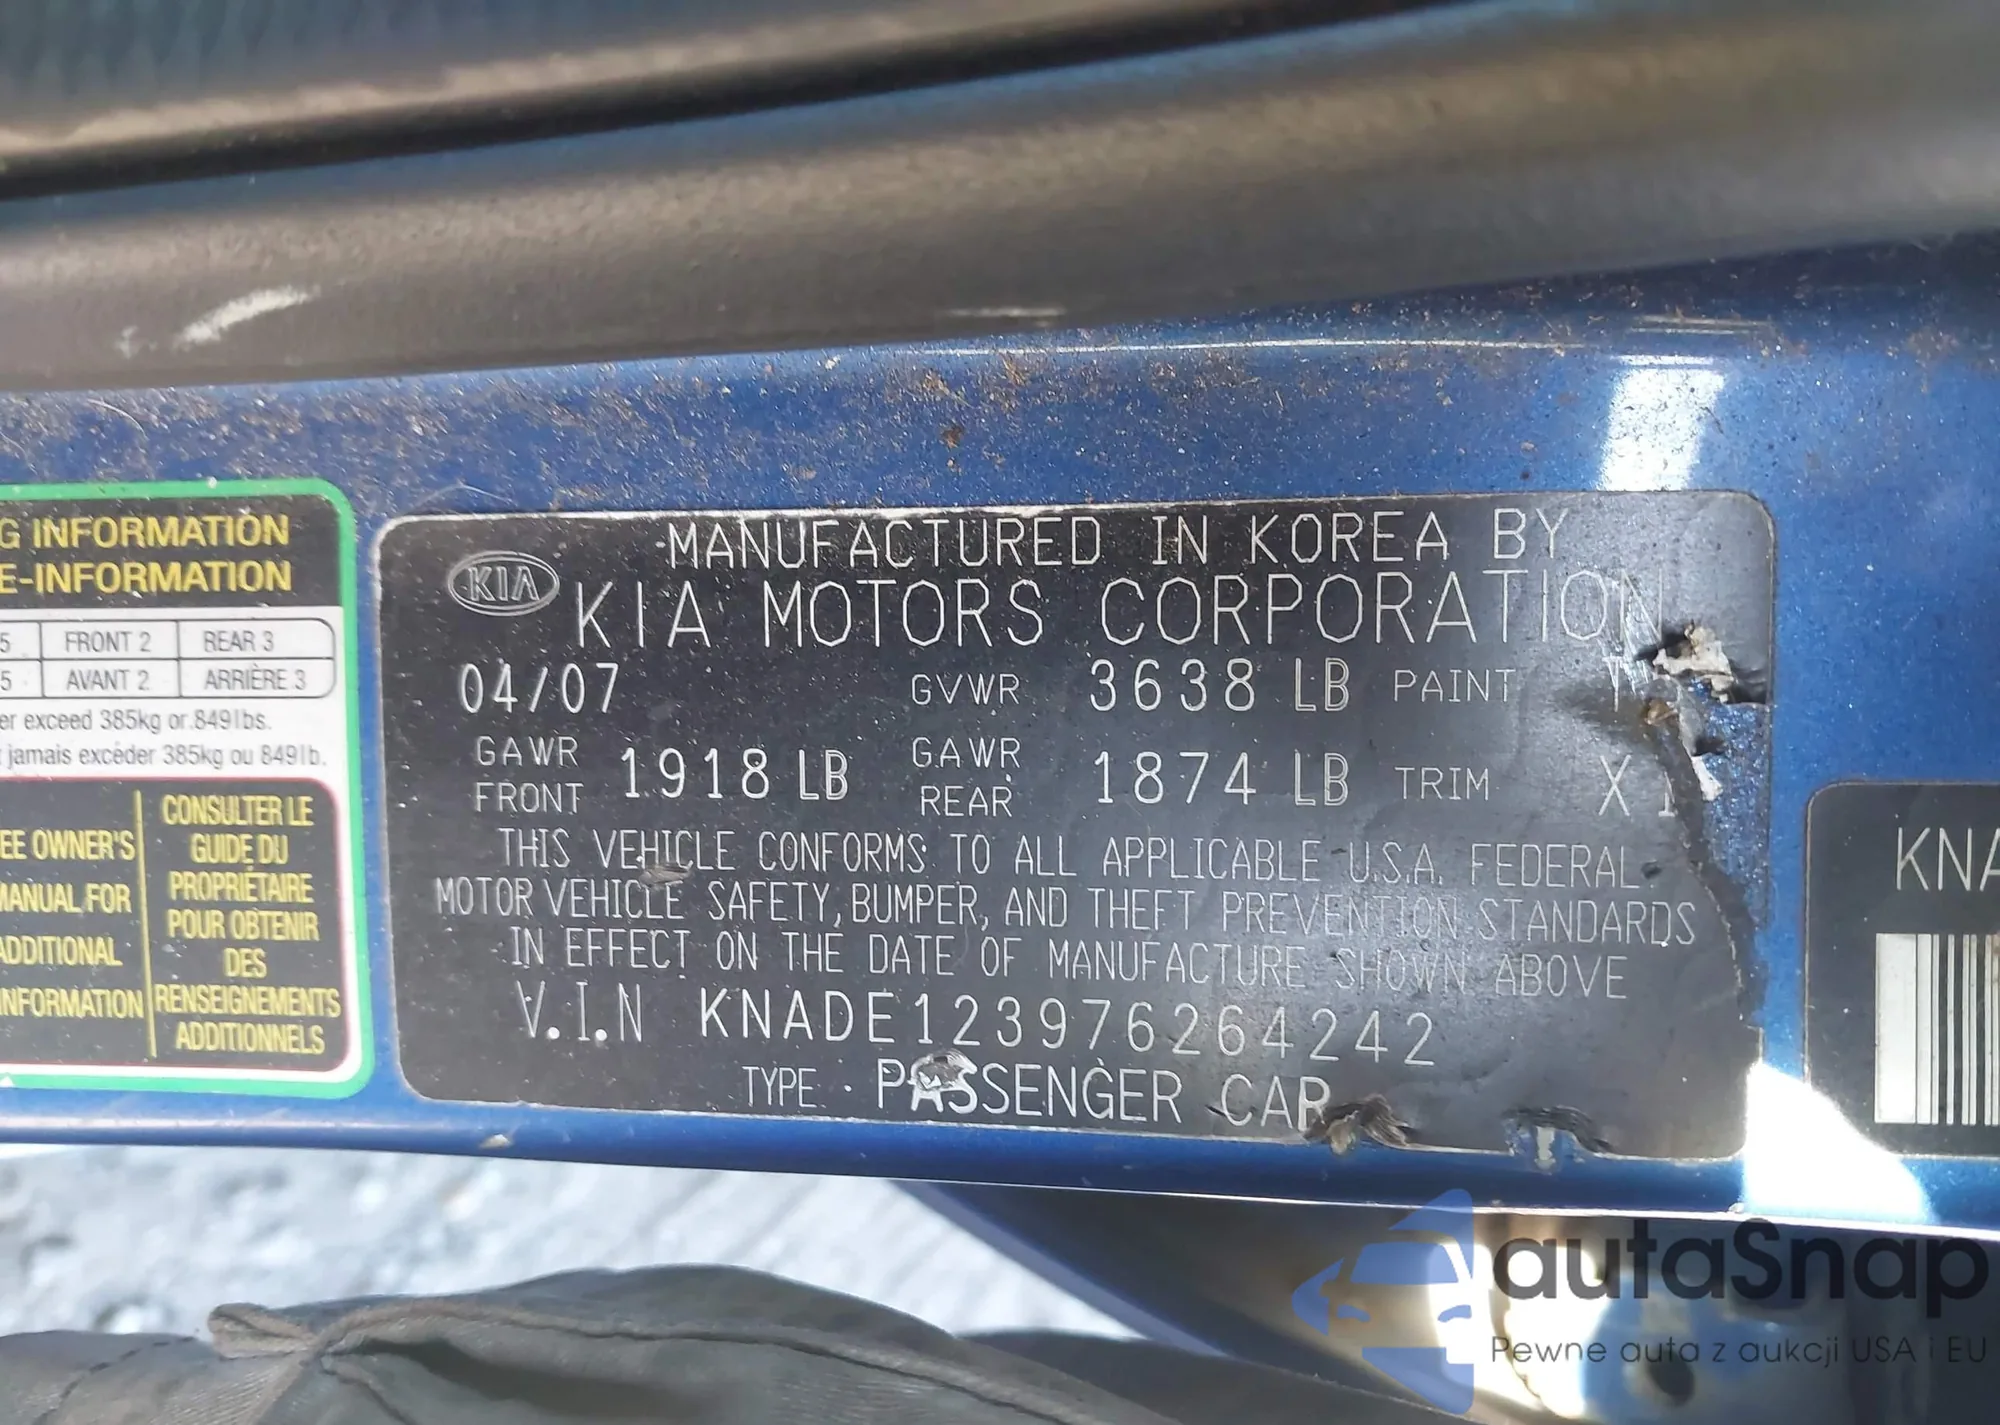 G INFORMATION
E-INFORMATION
5 FRONT 2 REAR 3
5 AVANT 2 ARRIÈRE 3
er exceed 385kg or 849lbs.
jamais excéder 385kg ou 849lb.
EE OWNER'S
MANUAL FOR
ADDITIONAL
INFORMATION
CONSULTER LE
GUIDE DU
PROPRIÉTAIRE
POUR OBTENIR
DES
RENSEIGNEMENTS
ADDITIONNELS
KIA
MANUFACTURED IN KOREA BY
KIA MOTORS CORPORATION
04/07 GVWR 3638 LB PAINT
GAWR FRONT 1918 LB GAWR REAR 1874 LB TRIM X
THIS VEHICLE CONFORMS TO ALL APPLICABLE U.S.A. FEDERAL
MOTOR VEHICLE SAFETY, BUMPER, AND THEFT PREVENTION STANDARDS
IN EFFECT ON THE DATE OF MANUFACTURE SHOWN ABOVE
V.I.N KNADE123976264242
TYPE : PASSENGER CAR
KNA
autaSnap
Pewne auta z aukcji USA i EU